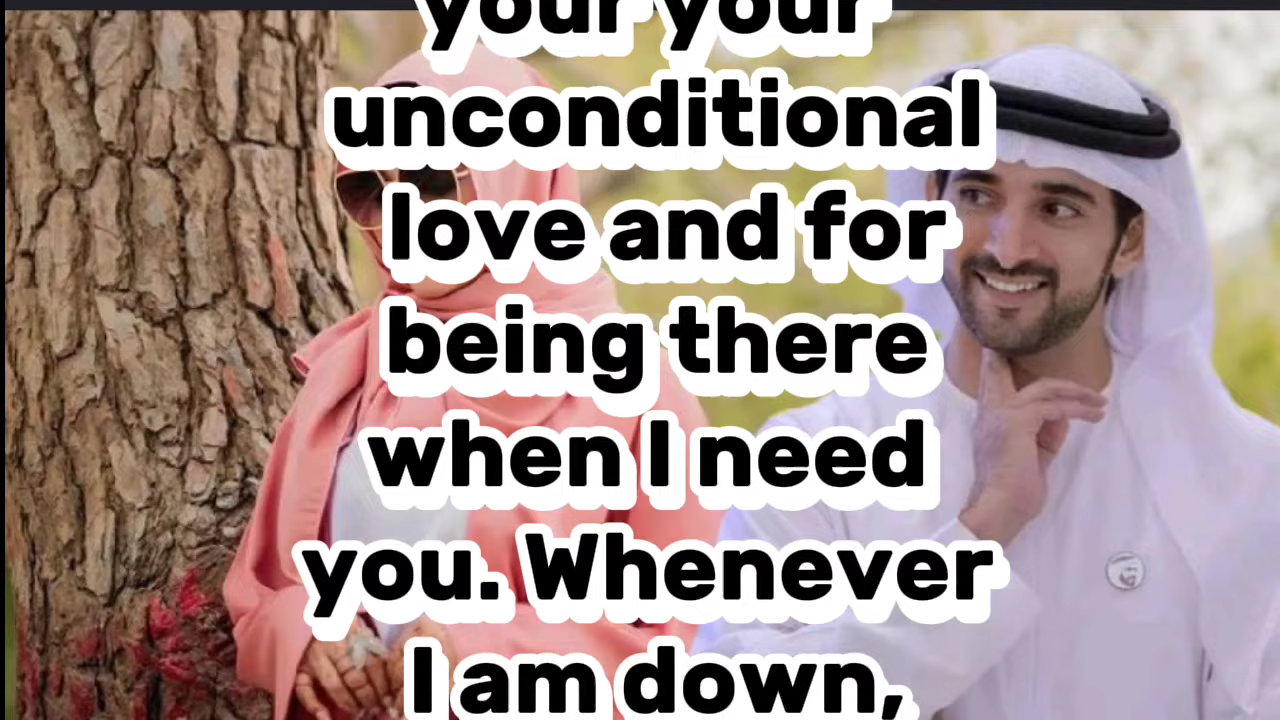 your your
unconditional
love and for
being there
when I need
you. Whenever
I am down,